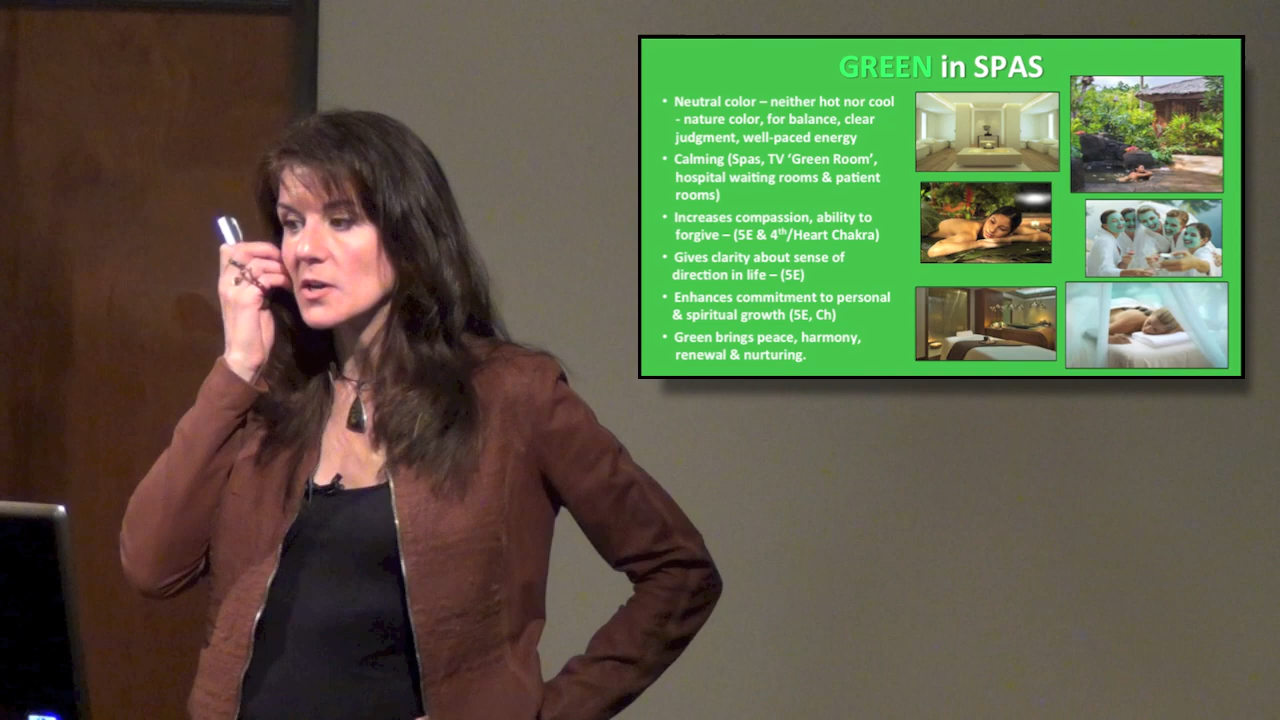 GREEN in SPAS
• Neutral color – neither hot nor cool
- nature color, for balance, clear
judgment, well-paced energy
• Calming (Spas, TV ‘Green Room’,
hospital waiting rooms & patient
rooms)
• Increases compassion, ability to
forgive – (5E & 4th/Heart Chakra)
• Gives clarity about sense of
direction in life – (5E)
• Enhances commitment to personal
& spiritual growth (5E, Ch)
• Green brings peace, harmony,
renewal & nurturing.